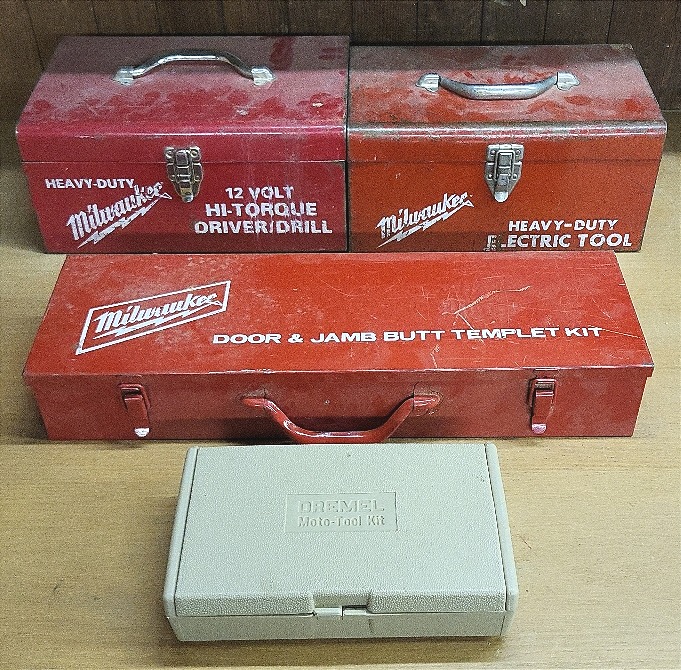 HEAVY-DUTY
Milwaukee
12 VOLT
HI-TORQUE
DRIVER/DRILL
Milwaukee
HEAVY-DUTY
ELECTRIC TOOL
Milwaukee
DOOR & JAMB BUTT TEMPLET KIT
DREMEL
Moto-Tool Kit